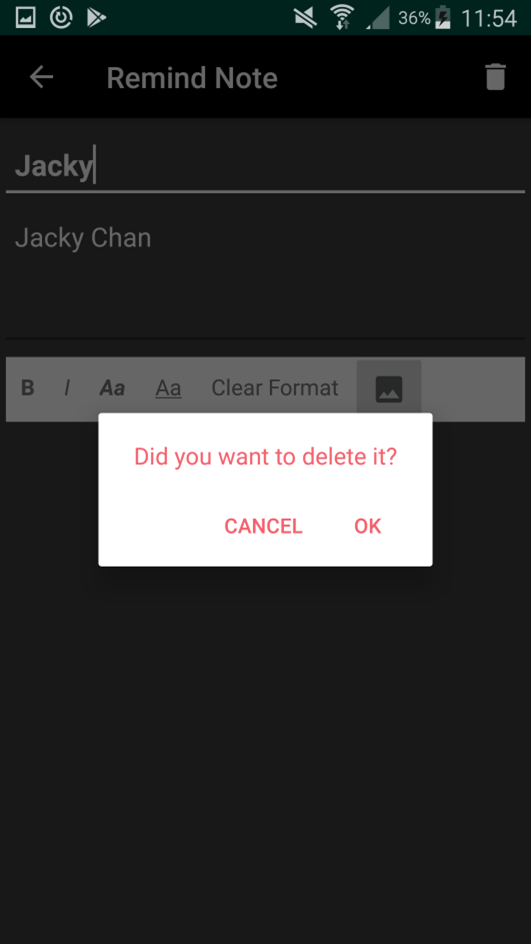 36% 11:54
Remind Note
Jacky
Jacky Chan
B I Aa Aa Clear Format
Did you want to delete it?
CANCEL OK